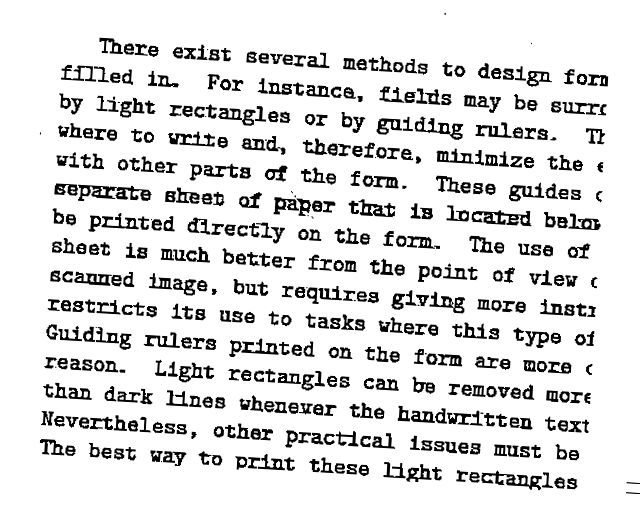 There exist several methods to design
filled in. For instance, fields may be
by light rectangles or by guiding rulers.
where to write and, therefore, minimize the
with other parts of the form. These guides
separate sheet of paper that is located
be printed directly on the form. The use of
sheet is much better from the point of view
scanned image, but requires giving more
restricts its use to tasks where this type of
Guiding rulers printed on the form are more
reason. Light rectangles can be removed more
than dark lines whenever the handwritten text
Nevertheless, other practical issues must be
The best way to print these light rectangles